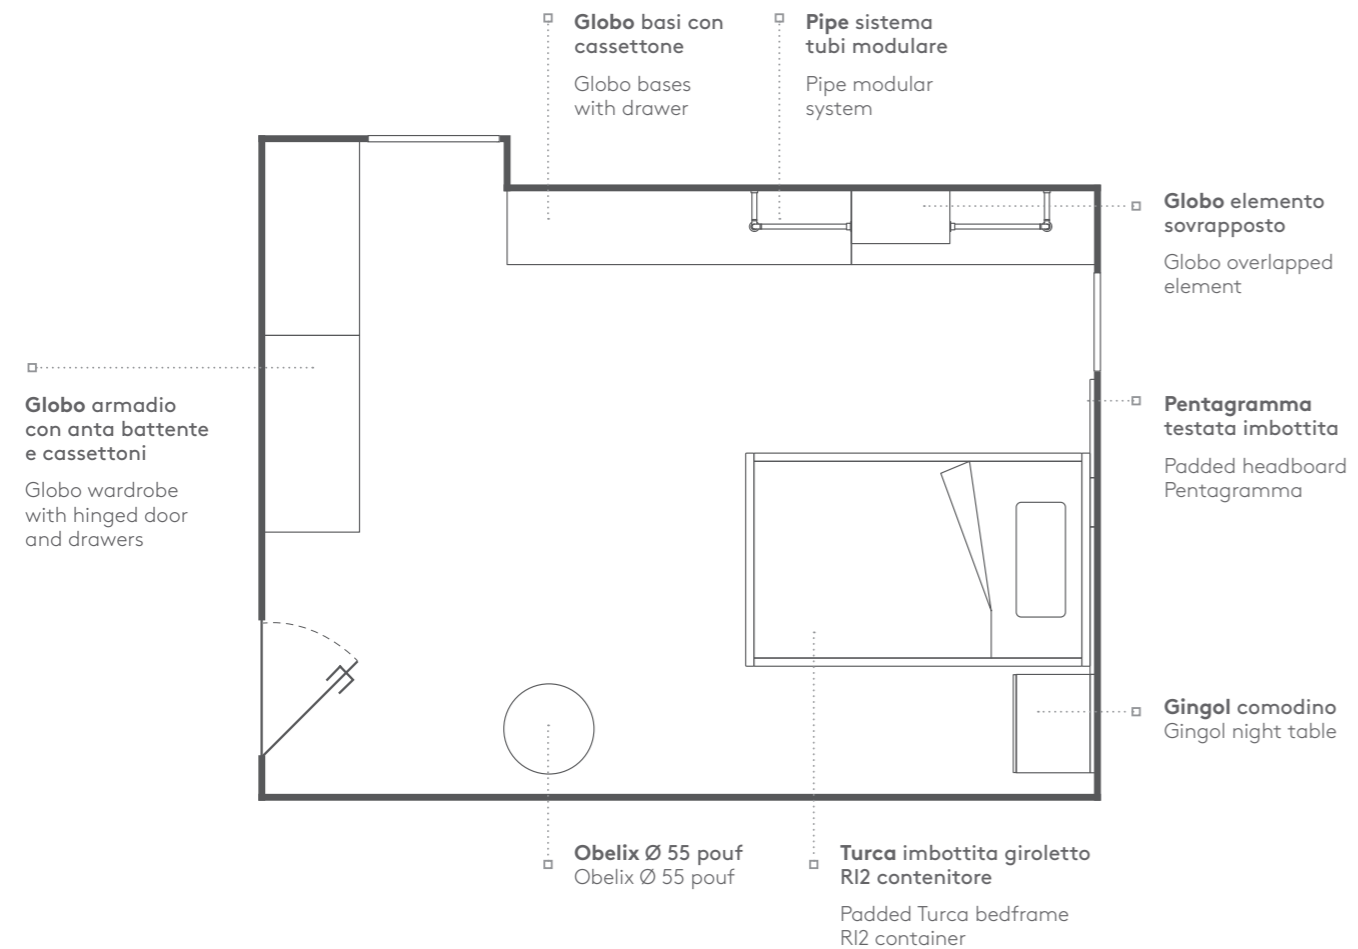 Globo basi con
cassettone
Globo bases
with drawer
Pipe sistema
tubi modulare
Pipe modular
system
Globo elemento
sovrapposto
Globo overlapped
element
Globo armadio
con anta battente
e cassettoni
Globo wardrobe
with hinged door
and drawers
Pentagramma
testata imbottita
Padded headboard
Pentagramma
Gingol comodino
Gingol night table
Obelix Ø 55 pouf
Obelix Ø 55 pouf
Turca imbottita giroletto
RI2 contenitore
Padded Turca bedframe
RI2 container